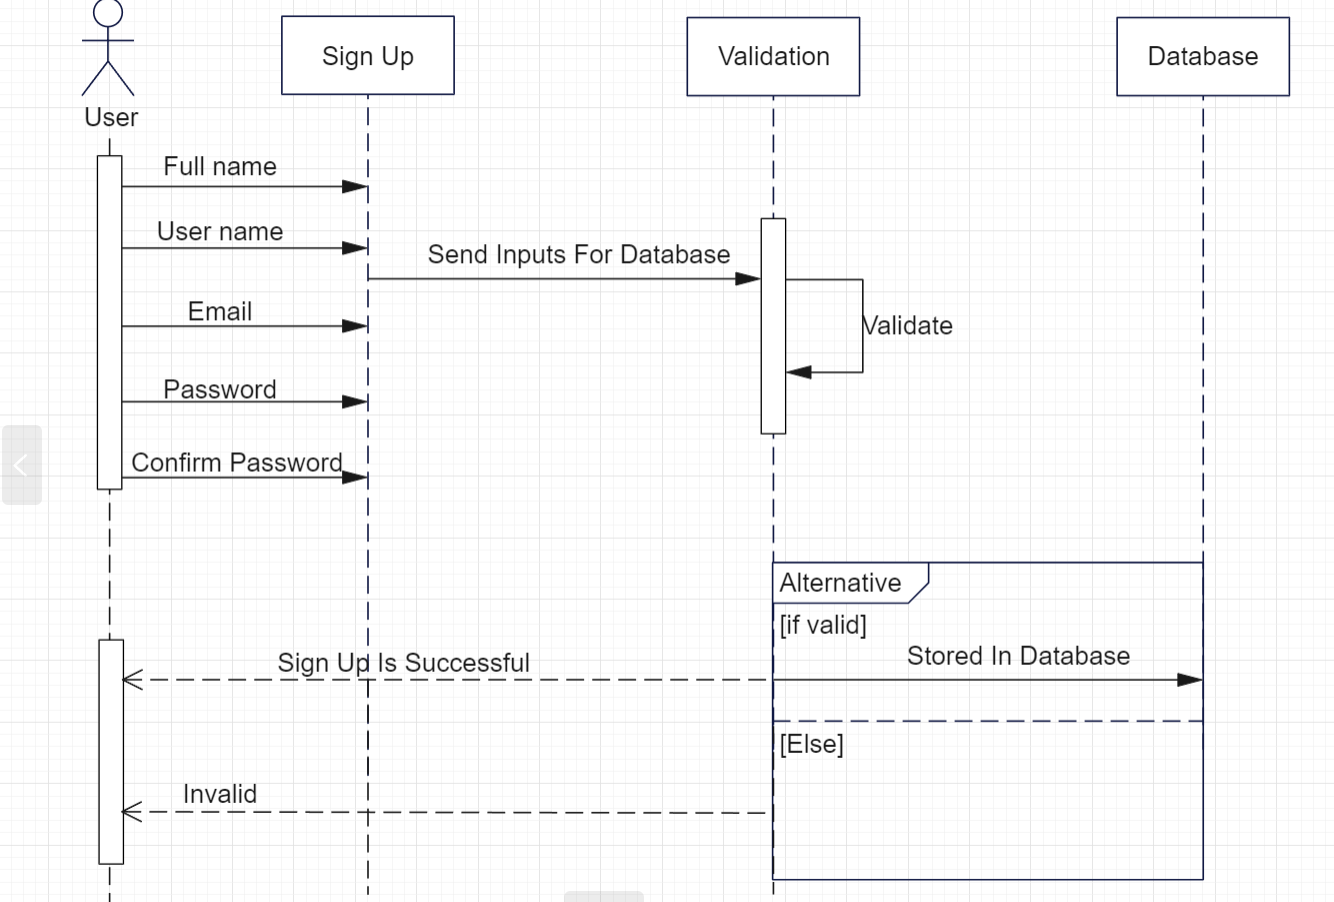 Sign Up
Validation
Database
User
Full name
User name
Send Inputs For Database
Email
Validate
Password
Confirm Password
Alternative
[if valid]
Sign Up Is Successful
Stored In Database
[Else]
Invalid